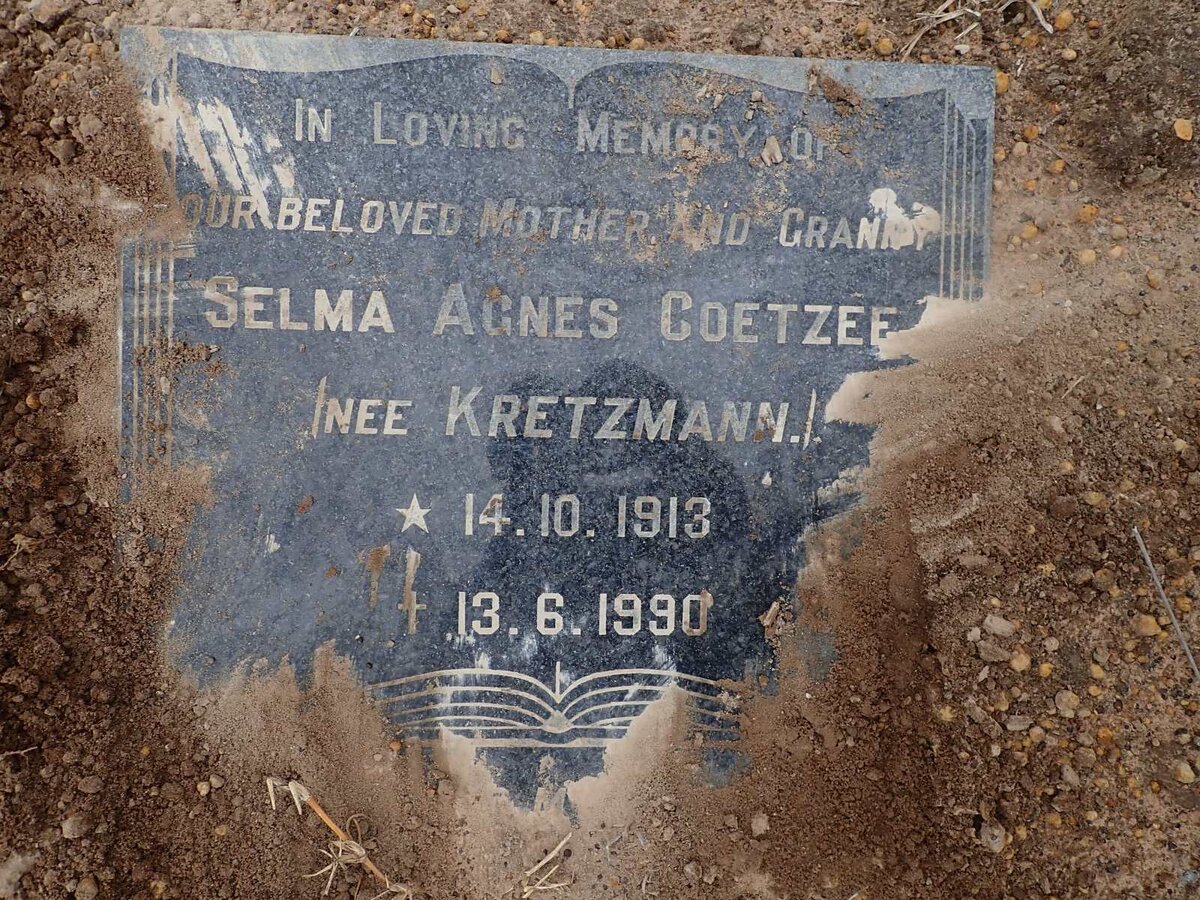 In Loving Memory of
our beloved Mother and Granny
Selma Agnes Coetzee
/nee Kretzmann./
★ 14.10.1913
† 13.6.1990